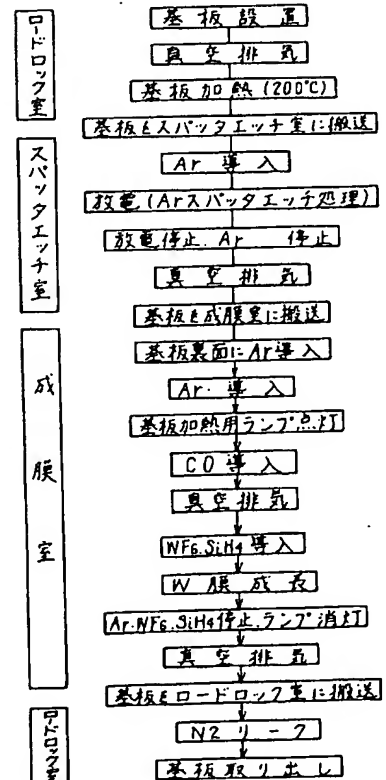 ロードロック室
基板設置
真空排気
基板加熱(200℃)
基板をスパッタエッチ室に搬送
スパッタエッチ室
Ar 導入
放電(Arスパッタエッチ処理)
放電停止.Ar 停止
真空排気
基板を成膜室に搬送
成膜室
基板裏面にAr導入
Ar.導入
基板加熱用ランプ点灯
CO導入
真空排気
WF6.SiH4導入
W膜成長
Ar.WF6.SiH4停止.ランプ消灯
真空排気
基板をロードロック室に搬送
ロードロック室
N2リーク
基板取り出し